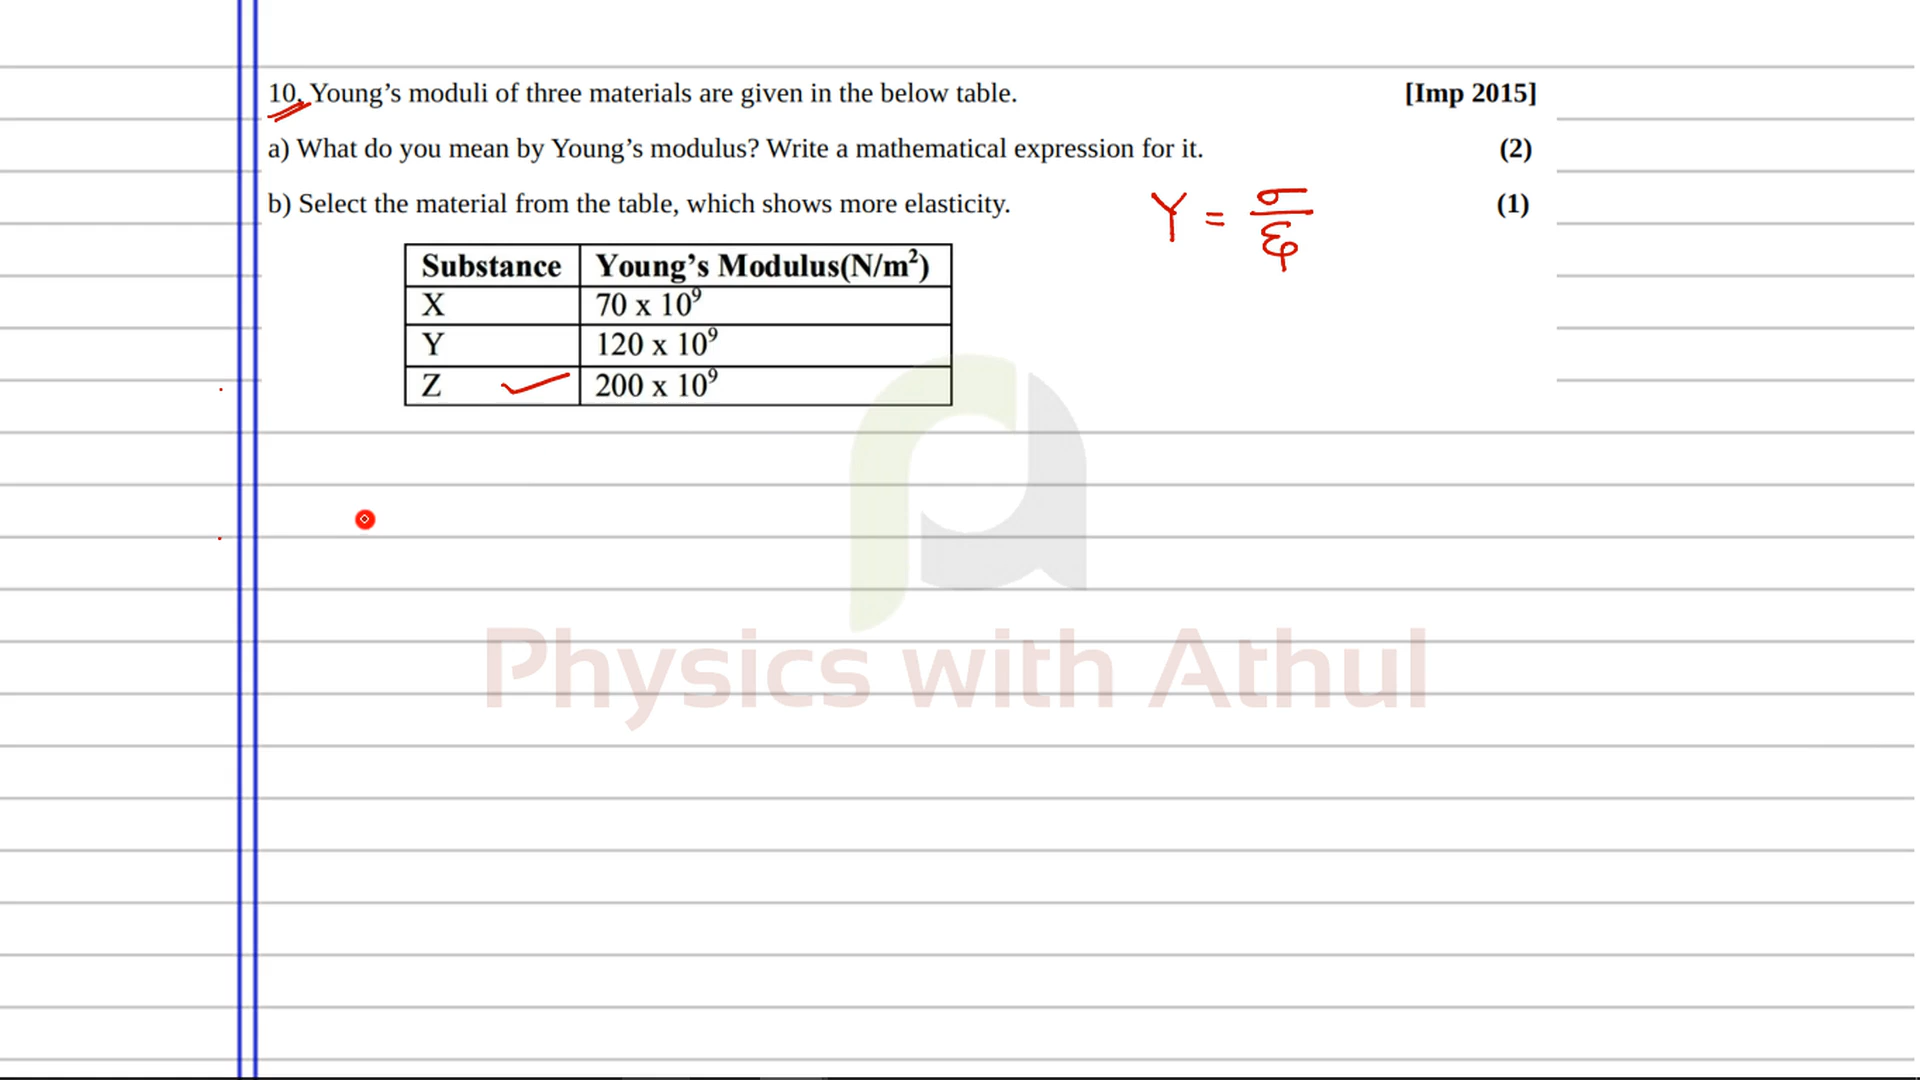 10. Young’s moduli of three materials are given in the below table. [Imp 2015]
a) What do you mean by Young’s modulus? Write a mathematical expression for it. (2)
b) Select the material from the table, which shows more elasticity. (1)
Y = σ/ξφ
Substance Young’s Modulus(N/m²)
X 70 x 10⁹
Y 120 x 10⁹
Z ✓ 200 x 10⁹
Physics with Athul